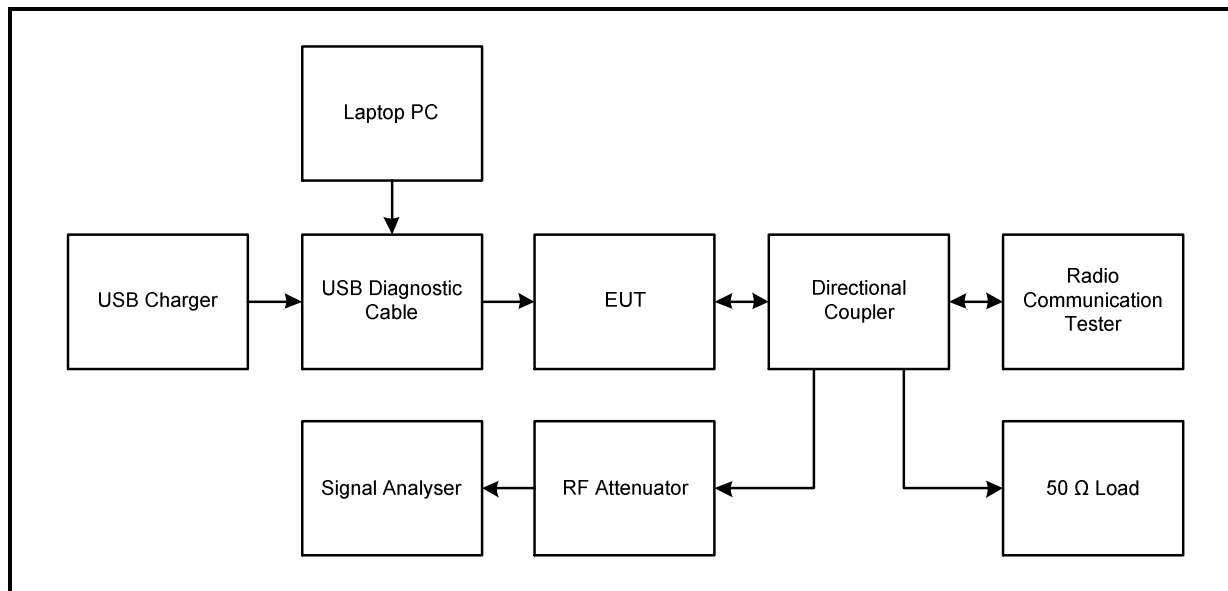 Laptop PC
USB Charger
USB Diagnostic
Cable
EUT
Directional
Coupler
Radio
Communication
Tester
Signal Analyser
RF Attenuator
50 Ω Load